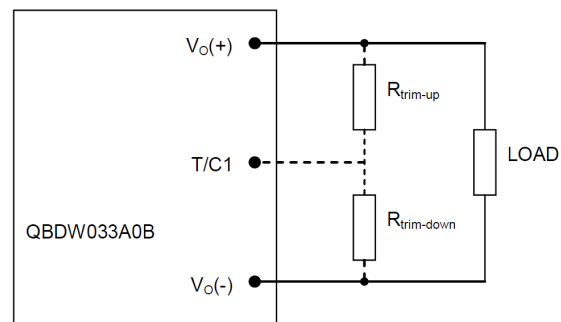 VO(+)
Rtrim-up
T/C1
LOAD
Rtrim-down
QBDW033A0B
VO(-)